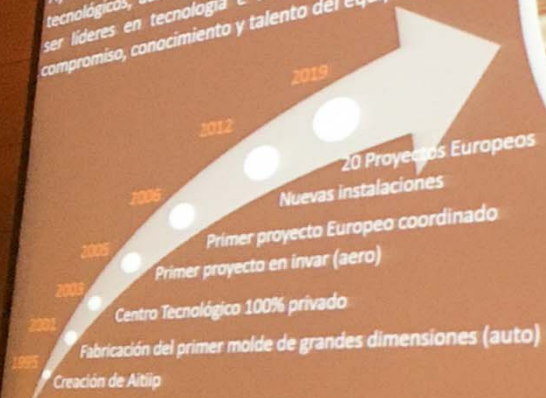 tecnológicos,
ser líderes en tecnología
compromiso, conocimiento y talento del
2019
2012
2006
2005
2003
2001
1995
20 Proyectos Europeos
Nuevas instalaciones
Primer proyecto Europeo coordinado
Primer proyecto en invar (aero)
Centro Tecnológico 100% privado
Fabricación del primer molde de grandes dimensiones (auto)
Creación de Aitiip